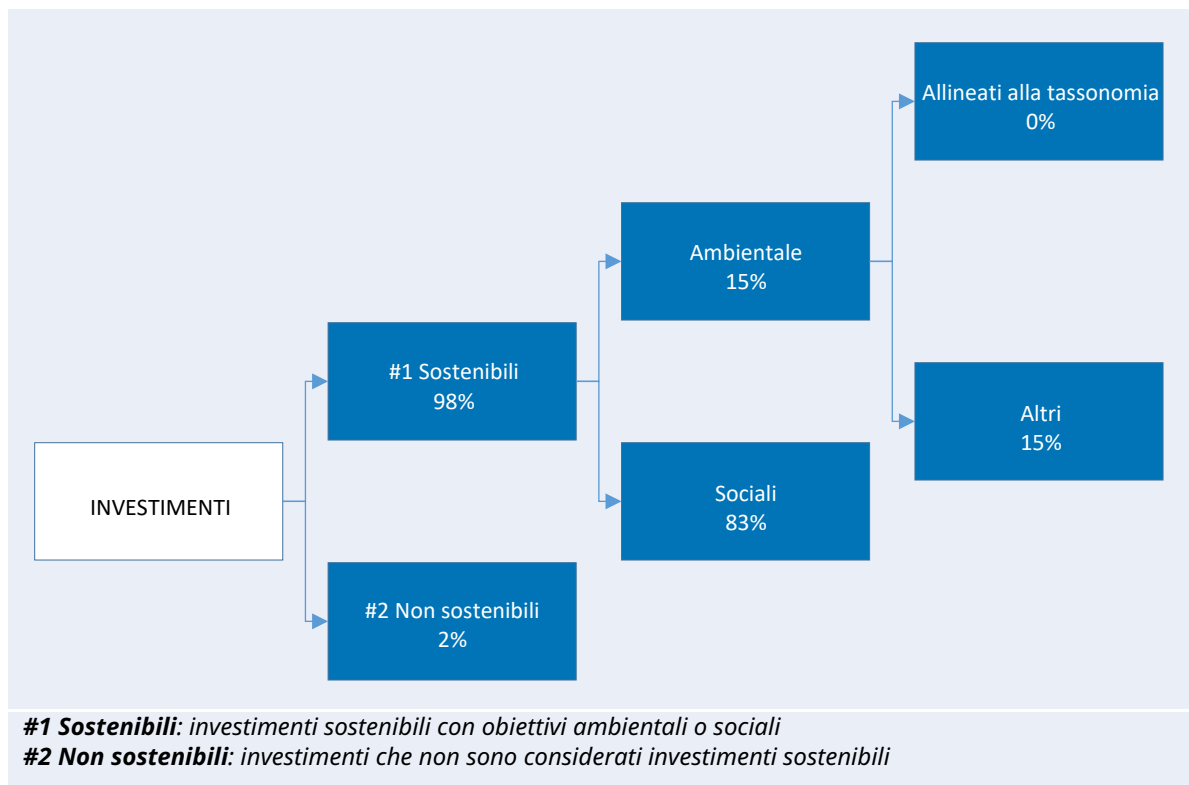 Allineati alla tassonomia
0%
Ambientale
15%
#1 Sostenibili
98%
Altri
15%
INVESTIMENTI
Sociali
83%
#2 Non sostenibili
2%
#1 Sostenibili: investimenti sostenibili con obiettivi ambientali o sociali
#2 Non sostenibili: investimenti che non sono considerati investimenti sostenibili